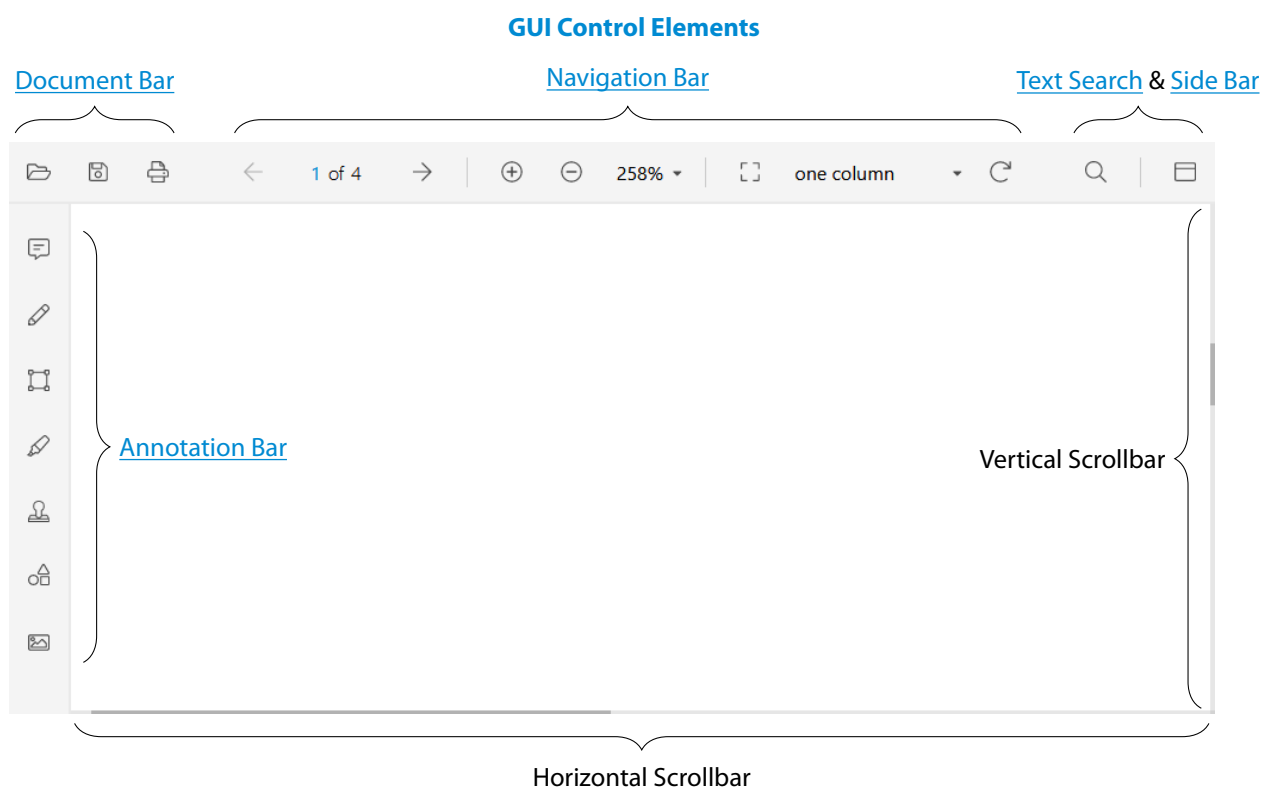 GUI Control Elements
Document Bar
Navigation Bar
Text Search & Side Bar
1 of 4
258%
one column
Annotation Bar
Vertical Scrollbar
Horizontal Scrollbar